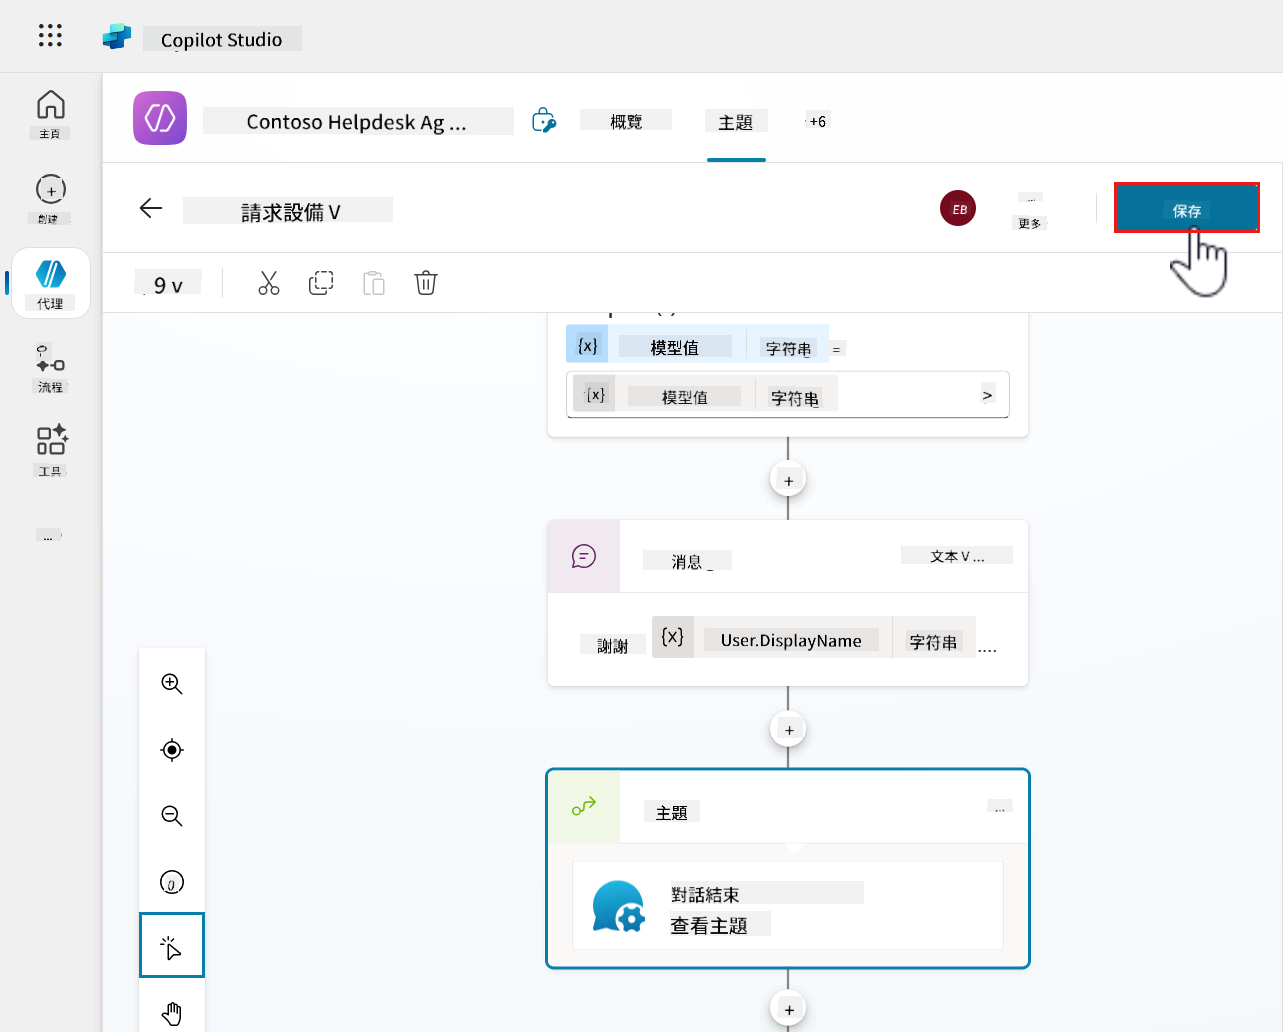 Copilot Studio
主頁
創建
代理
流程
工具
...
Contoso Helpdesk Ag ...
概覽
主題
+6
請求設備 V
EB
...
更多
保存
9 v
{x} 模型值 字符串 =
{x} 模型值 字符串 >
+
消息
文本 V ...
謝謝 {x} User.DisplayName 字符串 ....
+
主題
...
對話結束
查看主題
+